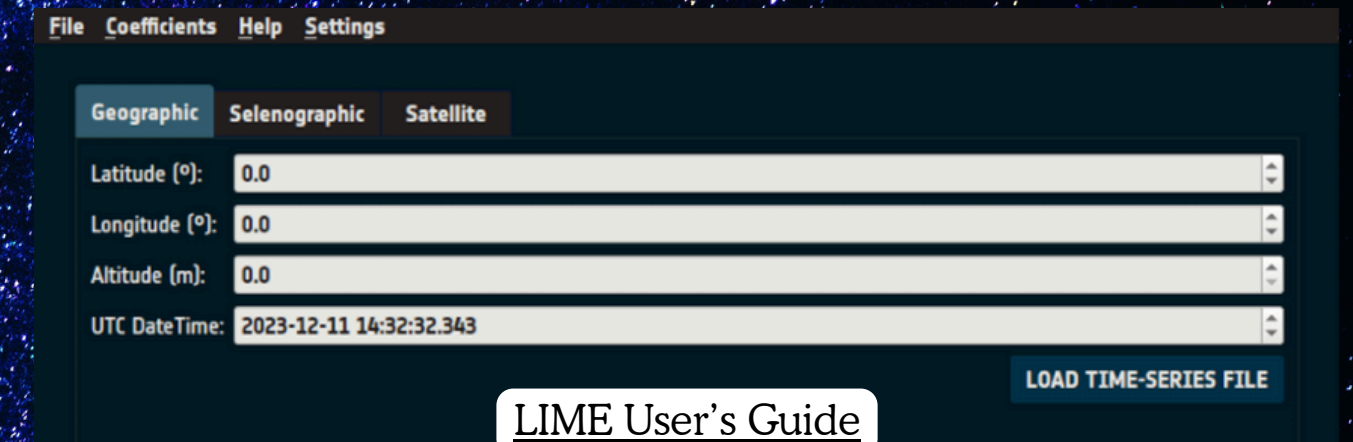 File Coefficients Help Settings
Geographic Selenographic Satellite
Latitude (º): 0.0
Longitude (º): 0.0
Altitude (m): 0.0
UTC DateTime: 2023-12-11 14:32:32.343
LOAD TIME-SERIES FILE
LIME User’s Guide